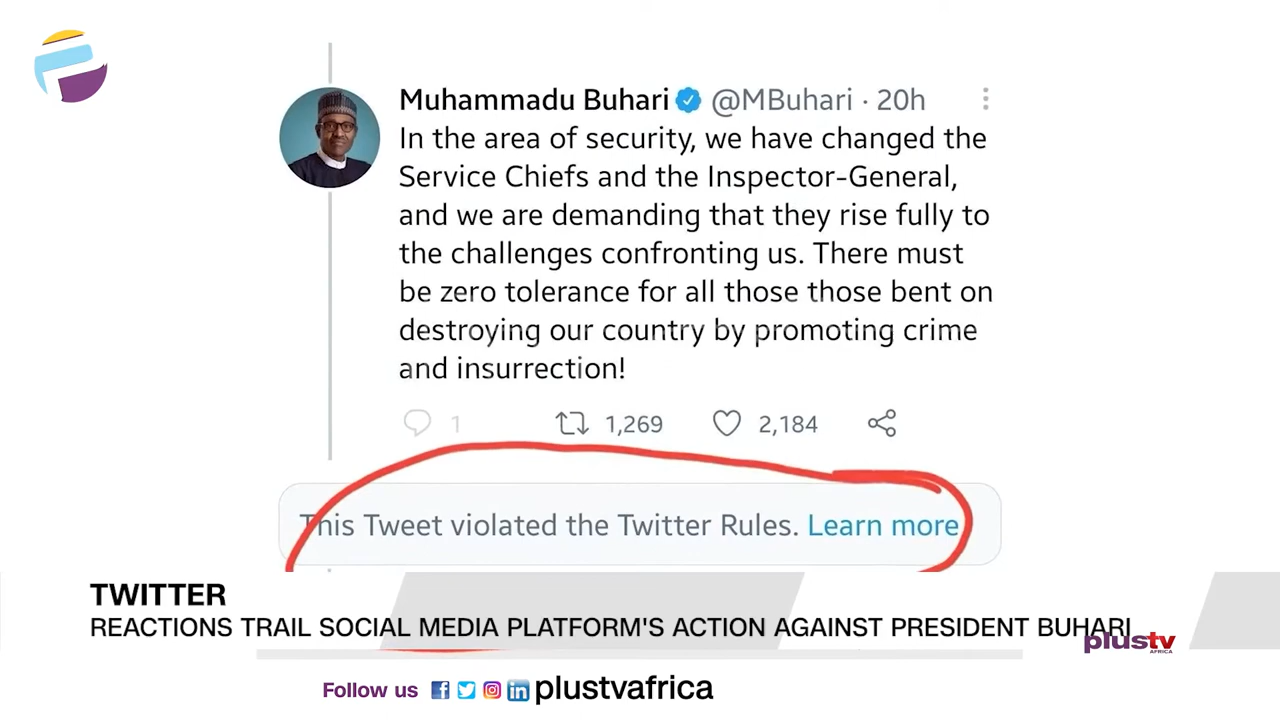 Muhammadu Buhari @MBuhari · 20h
In the area of security, we have changed the
Service Chiefs and the Inspector-General,
and we are demanding that they rise fully to
the challenges confronting us. There must
be zero tolerance for all those those bent on
destroying our country by promoting crime
and insurrection!
1 1,269 2,184
This Tweet violated the Twitter Rules. Learn more
TWITTER
REACTIONS TRAIL SOCIAL MEDIA PLATFORM'S ACTION AGAINST PRESIDENT BUHARI
plustv
AFRICA
Follow us plustvafrica